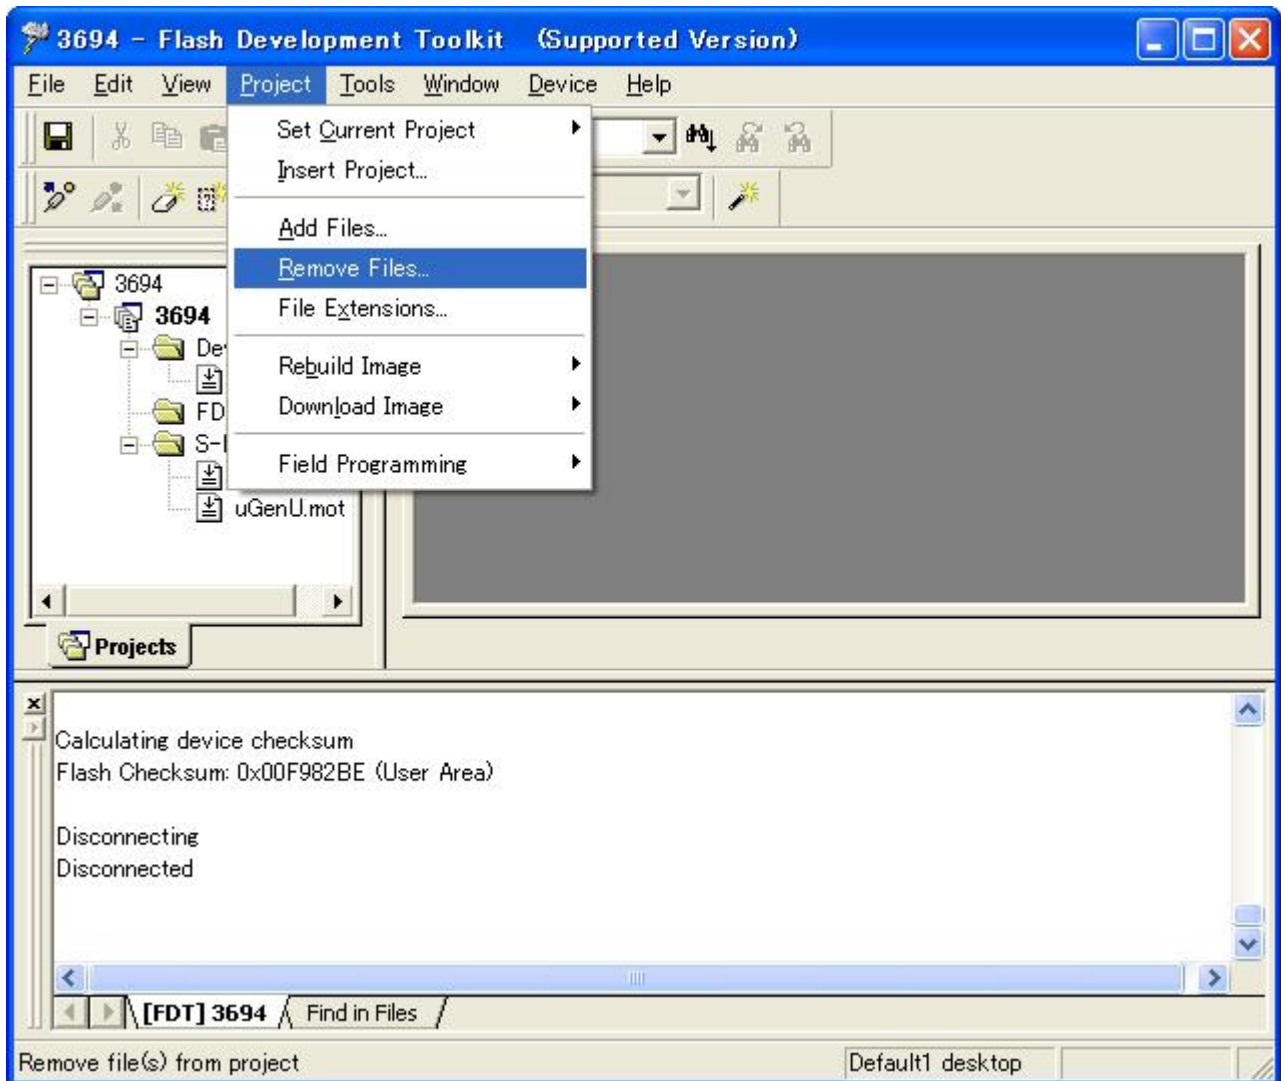 3694 - Flash Development Toolkit (Supported Version)
File Edit View Project Tools Window Device Help
Set Current Project
Insert Project...
Add Files...
Remove Files...
File Extensions...
Rebuild Image
Download Image
Field Programming
3694
3694
De
FD
S-
uGenU.mot
Projects
Calculating device checksum
Flash Checksum: 0x00F982BE (User Area)
Disconnecting
Disconnected
[FDT] 3694 Find in Files
Remove file(s) from project Default1 desktop